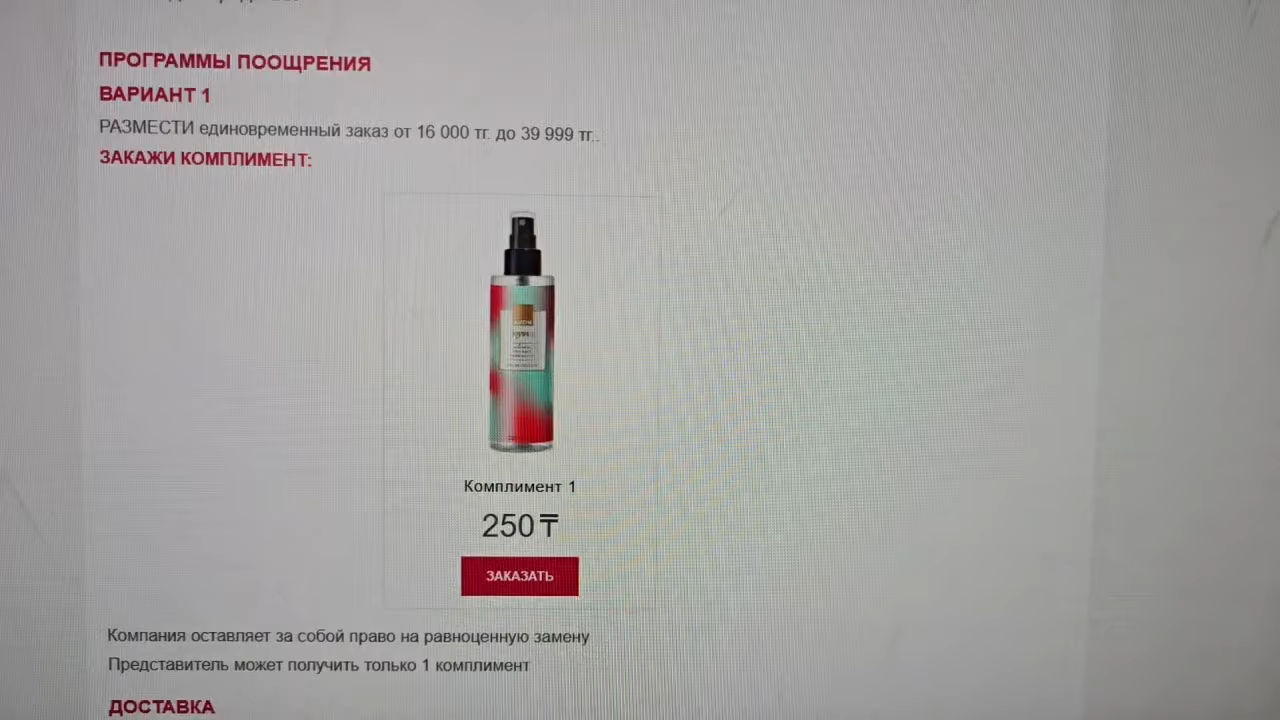 ПРОГРАММЫ ПООЩРЕНИЯ
ВАРИАНТ 1
РАЗМЕСТИ единовременный заказ от 16 000 тг. до 39 999 тг..
ЗАКАЖИ КОМПЛИМЕНТ:
Комплимент 1
250 ₸
ЗАКАЗАТЬ
Компания оставляет за собой право на равноценную замену
Представитель может получить только 1 комплимент
ДОСТАВКА